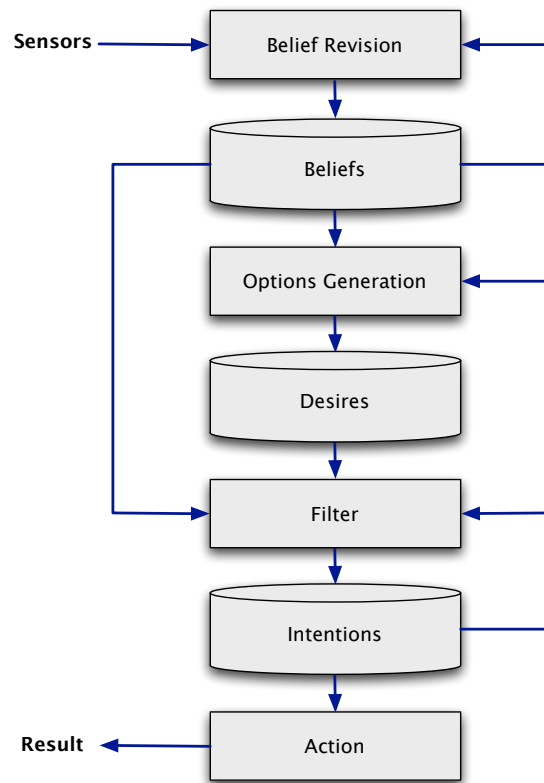 Sensors
Belief Revision
Beliefs
Options Generation
Desires
Filter
Intentions
Result
Action